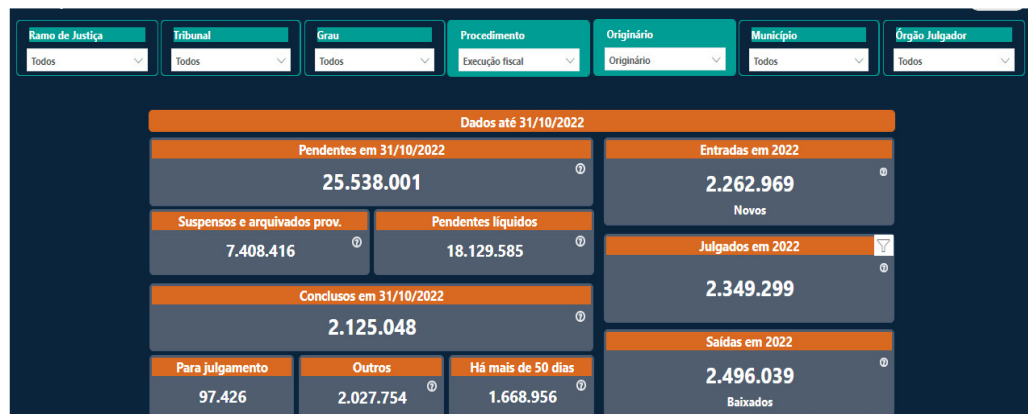 Ramo de Justiça
Tribunal
Grau
Procedimento
Originário
Município
Órgão Julgador
Todos
Todos
Todos
Execução fiscal
Originário
Todos
Todos
Dados até 31/10/2022
Pendentes em 31/10/2022
25.538.001
Entradas em 2022
2.262.969
Novos
Suspensos e arquivados prov.
7.408.416
Pendentes líquidos
18.129.585
Julgados em 2022
2.349.299
Conclusos em 31/10/2022
2.125.048
Saídas em 2022
2.496.039
Baixados
Para julgamento
97.426
Outros
2.027.754
Há mais de 50 dias
1.668.956